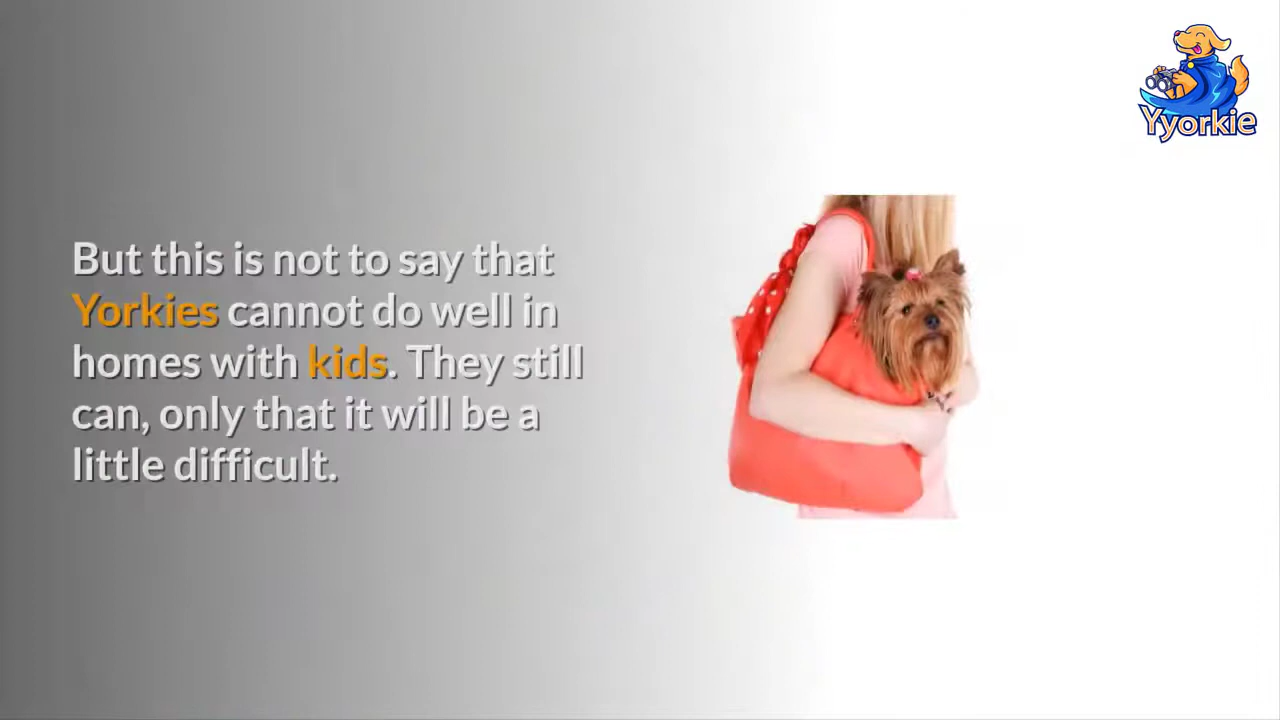 Yyorkie
But this is not to say that
Yorkies cannot do well in
homes with kids. They still
can, only that it will be a
little difficult.